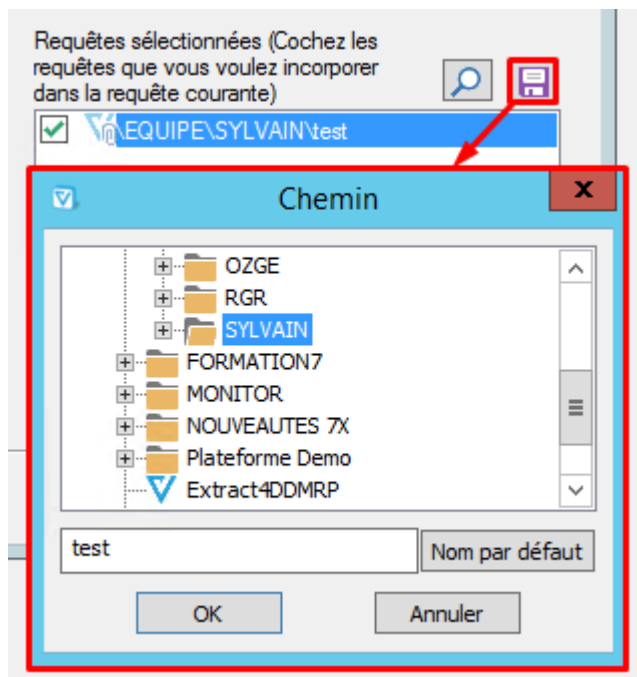 Requêtes sélectionnées (Cochez les
requêtes que vous voulez incorporer
dans la requête courante)
\EQUIPE\SYLVAIN\test
Chemin
x
OZGE
RGR
SYLVAIN
FORMATION7
MONITOR
NOUVEAUTES 7X
Plateforme Demo
Extract4DDMRP
test
Nom par défaut
OK
Annuler